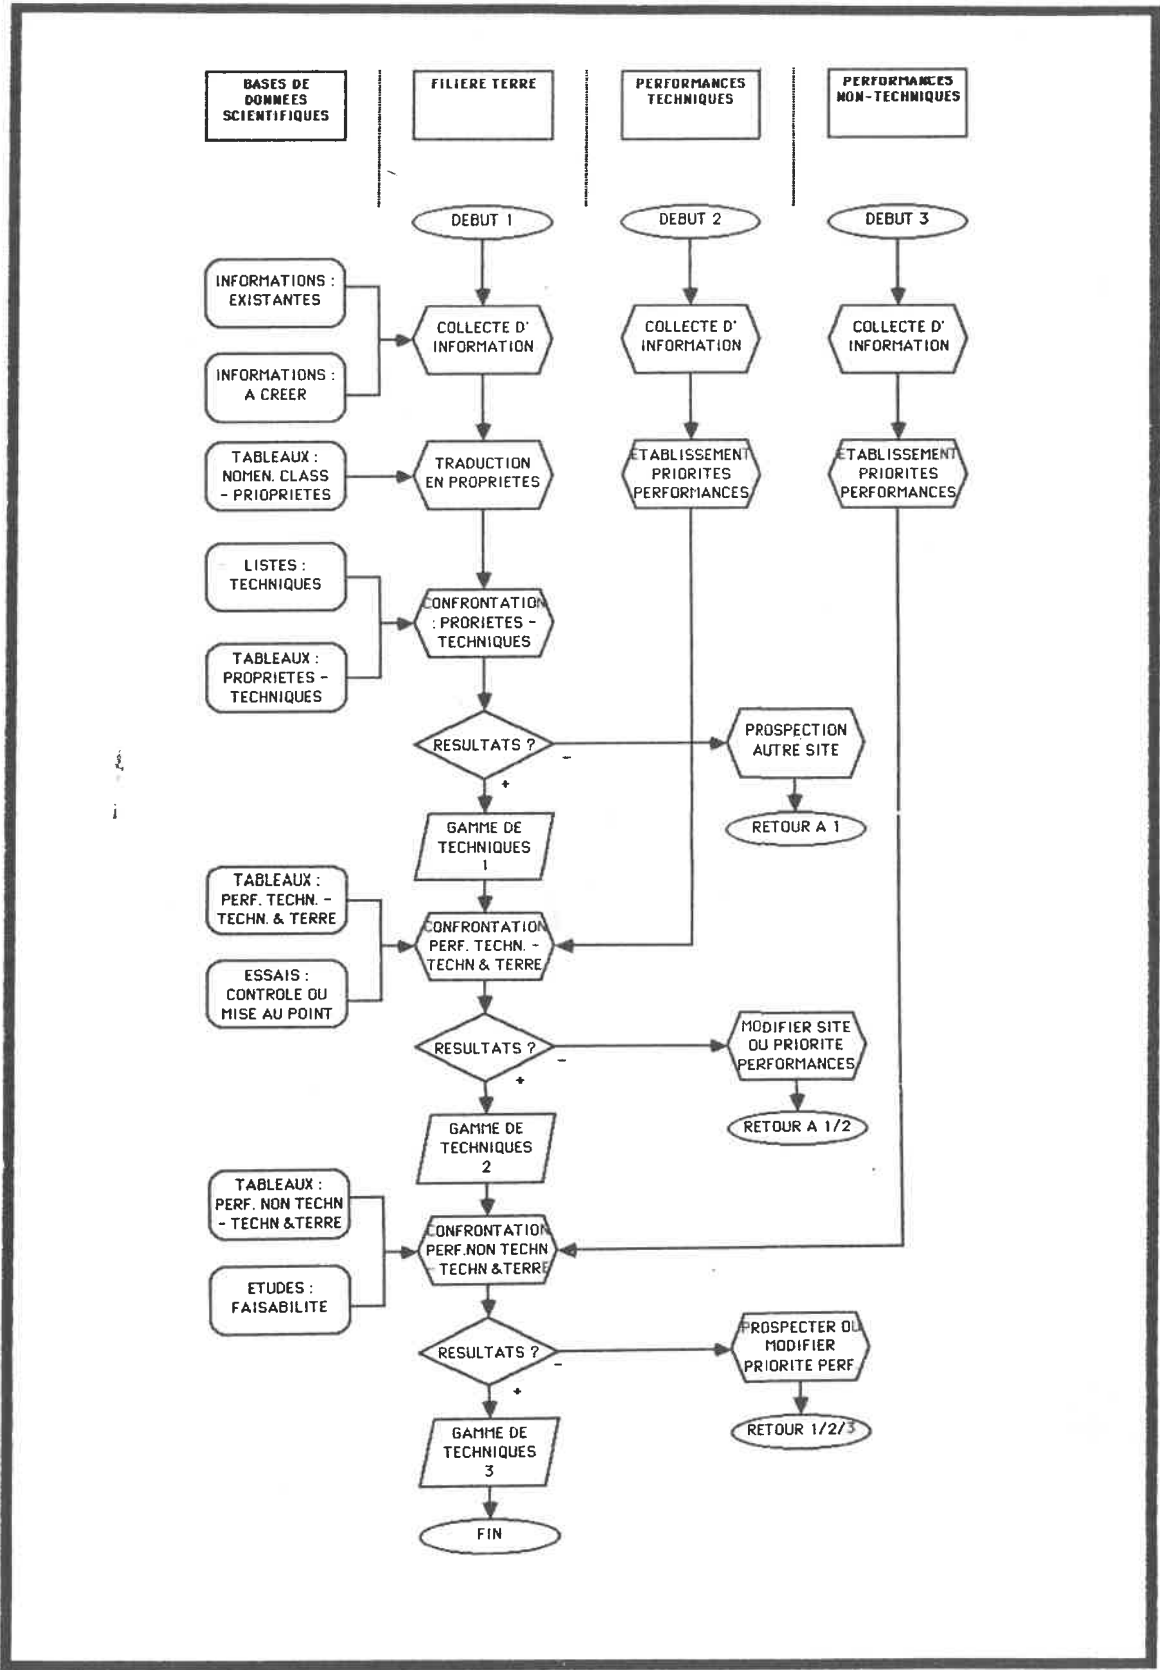 BASES DE
DONNEES
SCIENTIFIQUES
FILIERE TERRE
PERFORMANCES
TECHNIQUES
PERFORMANCES
NON-TECHNIQUES
DEBUT 1
DEBUT 2
DEBUT 3
INFORMATIONS :
EXISTANTES
INFORMATIONS :
A CREER
COLLECTE D'
INFORMATION
COLLECTE D'
INFORMATION
COLLECTE D'
INFORMATION
TABLEAUX :
NOMEN. CLASS
- PRIOPRIETES
TRADUCTION
EN PROPRIETES
ETABLISSEMENT
PRIORITES
PERFORMANCES
ETABLISSEMENT
PRIORITES
PERFORMANCES
LISTES :
TECHNIQUES
TABLEAUX :
PROPRIETES -
TECHNIQUES
CONFRONTATION
: PRORIETES -
TECHNIQUES
RESULTATS ?
-
+
PROSPECTION
AUTRE SITE
RETOUR A 1
GAMME DE
TECHNIQUES
1
TABLEAUX :
PERF. TECHN. -
TECHN. & TERRE
ESSAIS :
CONTROLE OU
MISE AU POINT
CONFRONTATION
PERF. TECHN. -
TECHN & TERRE
RESULTATS ?
-
+
MODIFIER SITE
OU PRIORITE
PERFORMANCES
RETOUR A 1/2
GAMME DE
TECHNIQUES
2
TABLEAUX :
PERF. NON TECHN
- TECHN &TERRE
ETUDES :
FAISABILITE
CONFRONTATION
PERF.NON TECHN
- TECHN &TERRE
RESULTATS ?
-
+
PROSPECTER OU
MODIFIER
PRIORITE PERF.
RETOUR 1/2/3
GAMME DE
TECHNIQUES
3
FIN